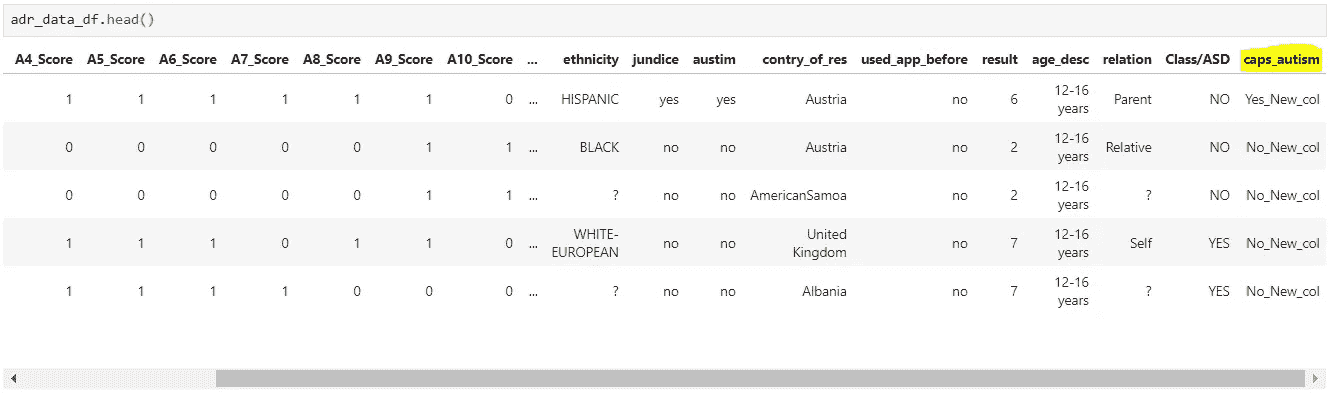 adr_data_df.head()
A4_Score A5_Score A6_Score A7_Score A8_Score A9_Score A10_Score ... ethnicity jundice austim contry_of_res used_app_before result age_desc relation Class/ASD caps_autism
1 1 1 1 1 1 0 ... HISPANIC yes yes Austria no 6 12-16 years Parent NO Yes_New_col
0 0 0 0 0 1 1 ... BLACK no no Austria no 2 12-16 years Relative NO No_New_col
0 0 0 0 0 1 1 ... ? no no AmericanSamoa no 2 12-16 years ? NO No_New_col
1 1 1 0 1 1 0 ... WHITE-EUROPEAN no no United Kingdom no 7 12-16 years Self YES No_New_col
1 1 1 1 0 0 0 ... ? no no Albania no 7 12-16 years ? YES No_New_col